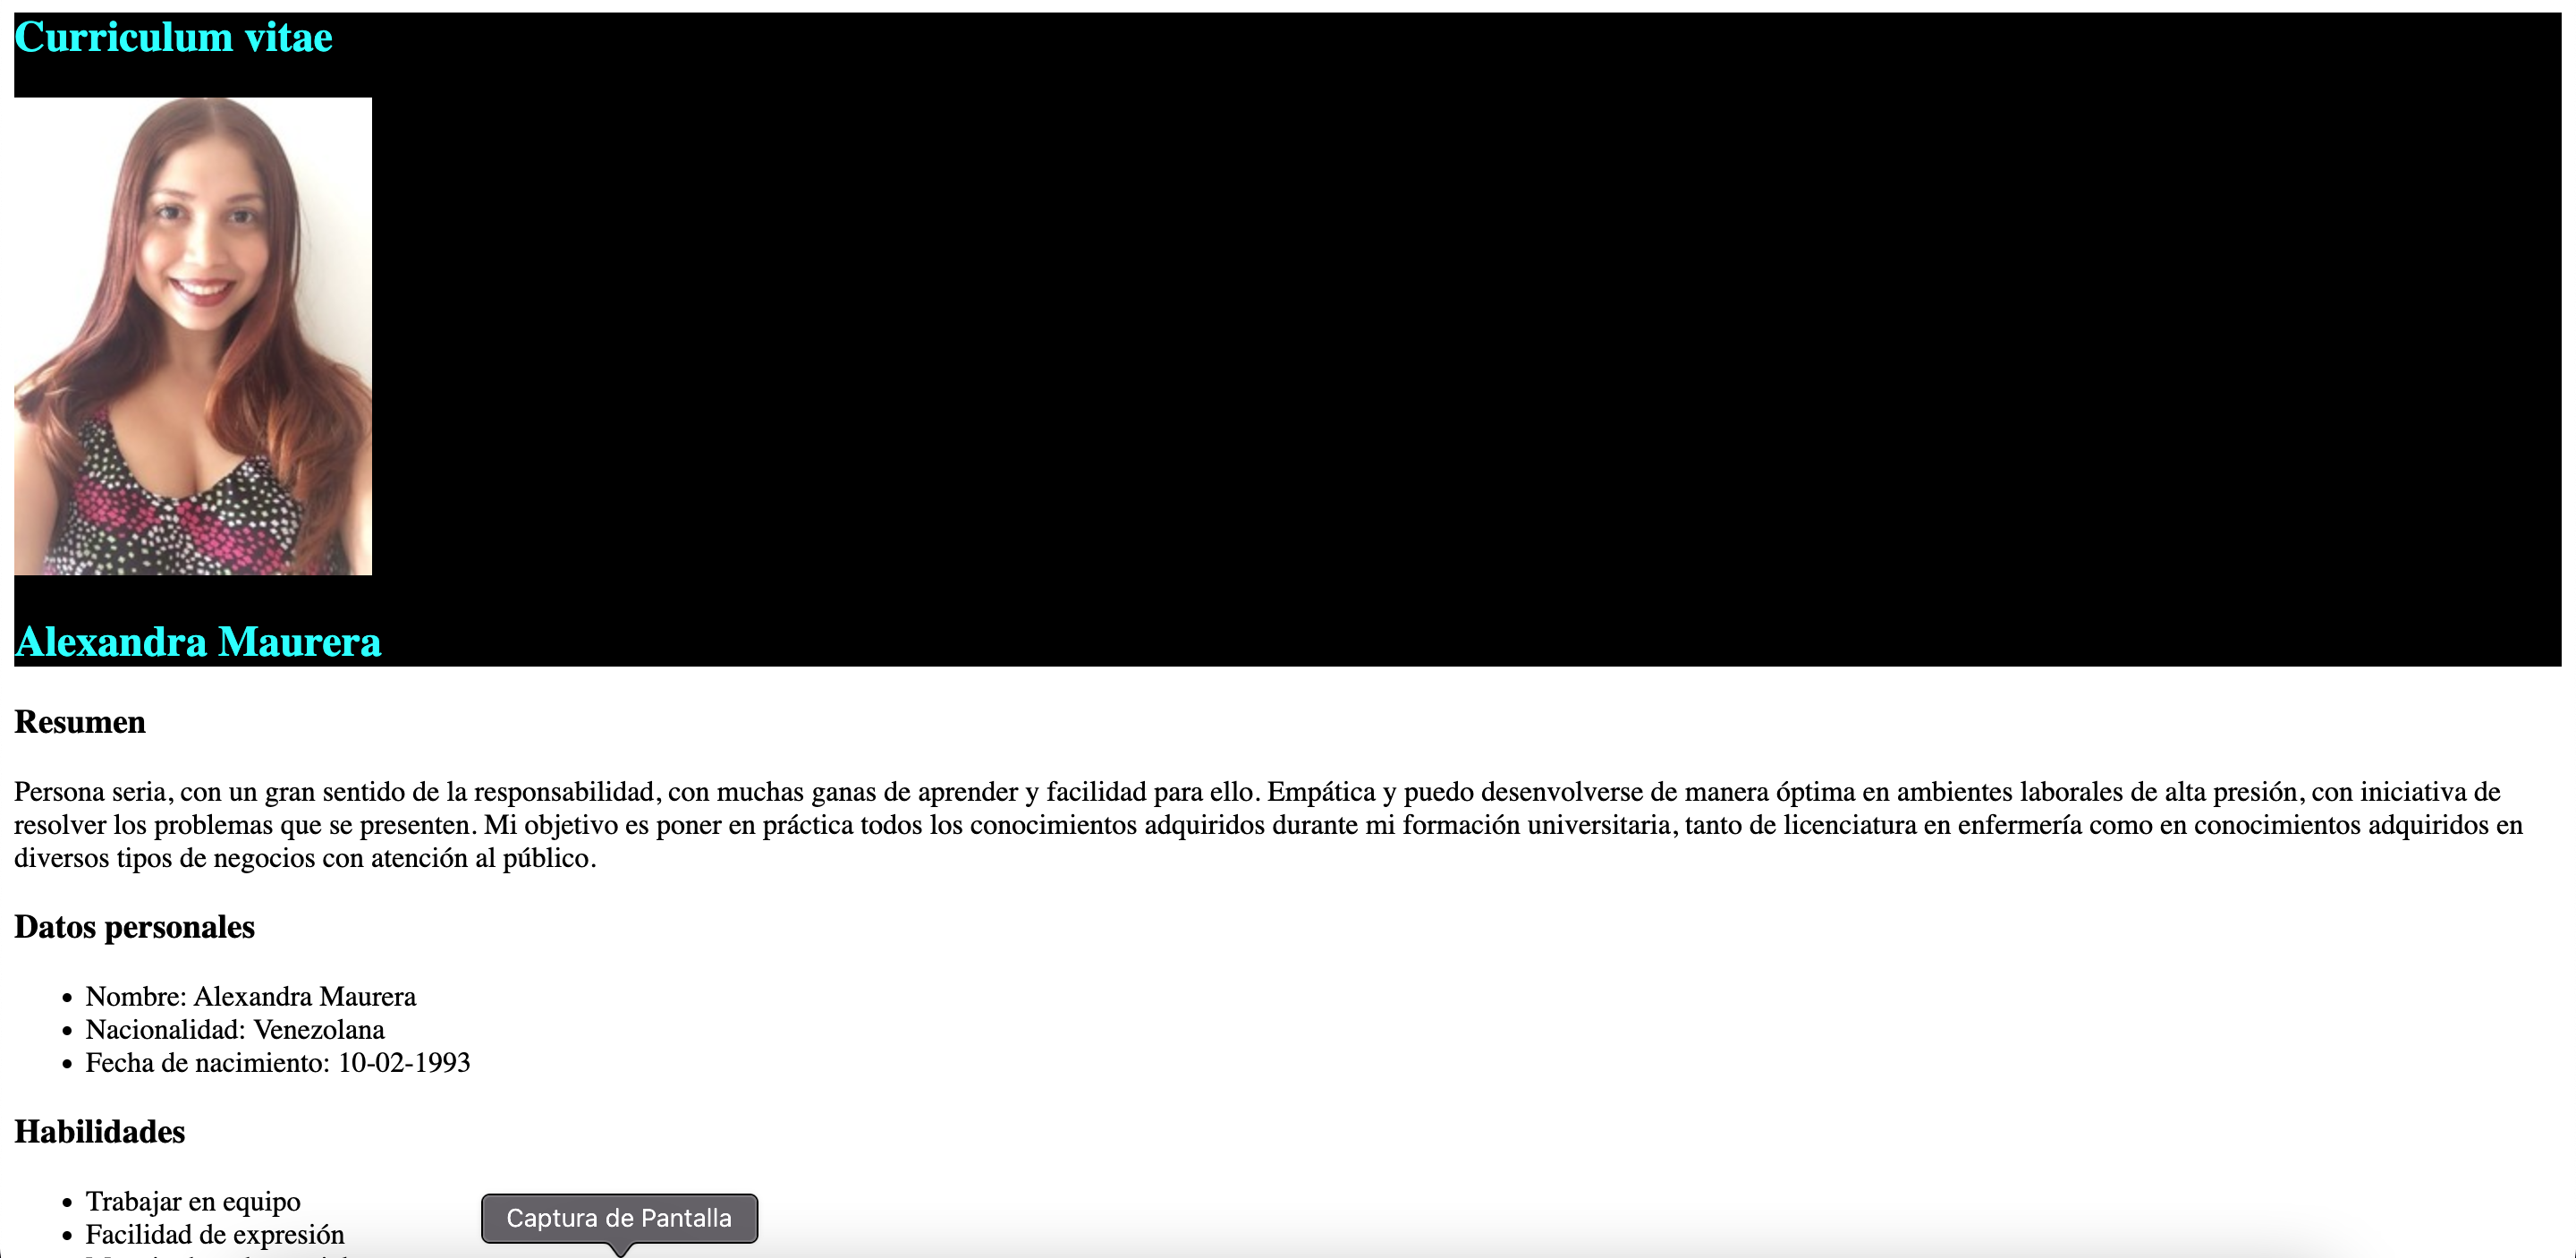 Curriculum vitae
Alexandra Maurera
Resumen
Persona seria, con un gran sentido de la responsabilidad, con muchas ganas de aprender y facilidad para ello. Empática y puedo desenvolverse de manera óptima en ambientes laborales de alta presión, con iniciativa de
resolver los problemas que se presenten. Mi objetivo es poner en práctica todos los conocimientos adquiridos durante mi formación universitaria, tanto de licenciatura en enfermería como en conocimientos adquiridos en
diversos tipos de negocios con atención al público.
Datos personales
• Nombre: Alexandra Maurera
• Nacionalidad: Venezolana
• Fecha de nacimiento: 10-02-1993
Habilidades
• Trabajar en equipo
• Facilidad de expresión
Captura de Pantalla